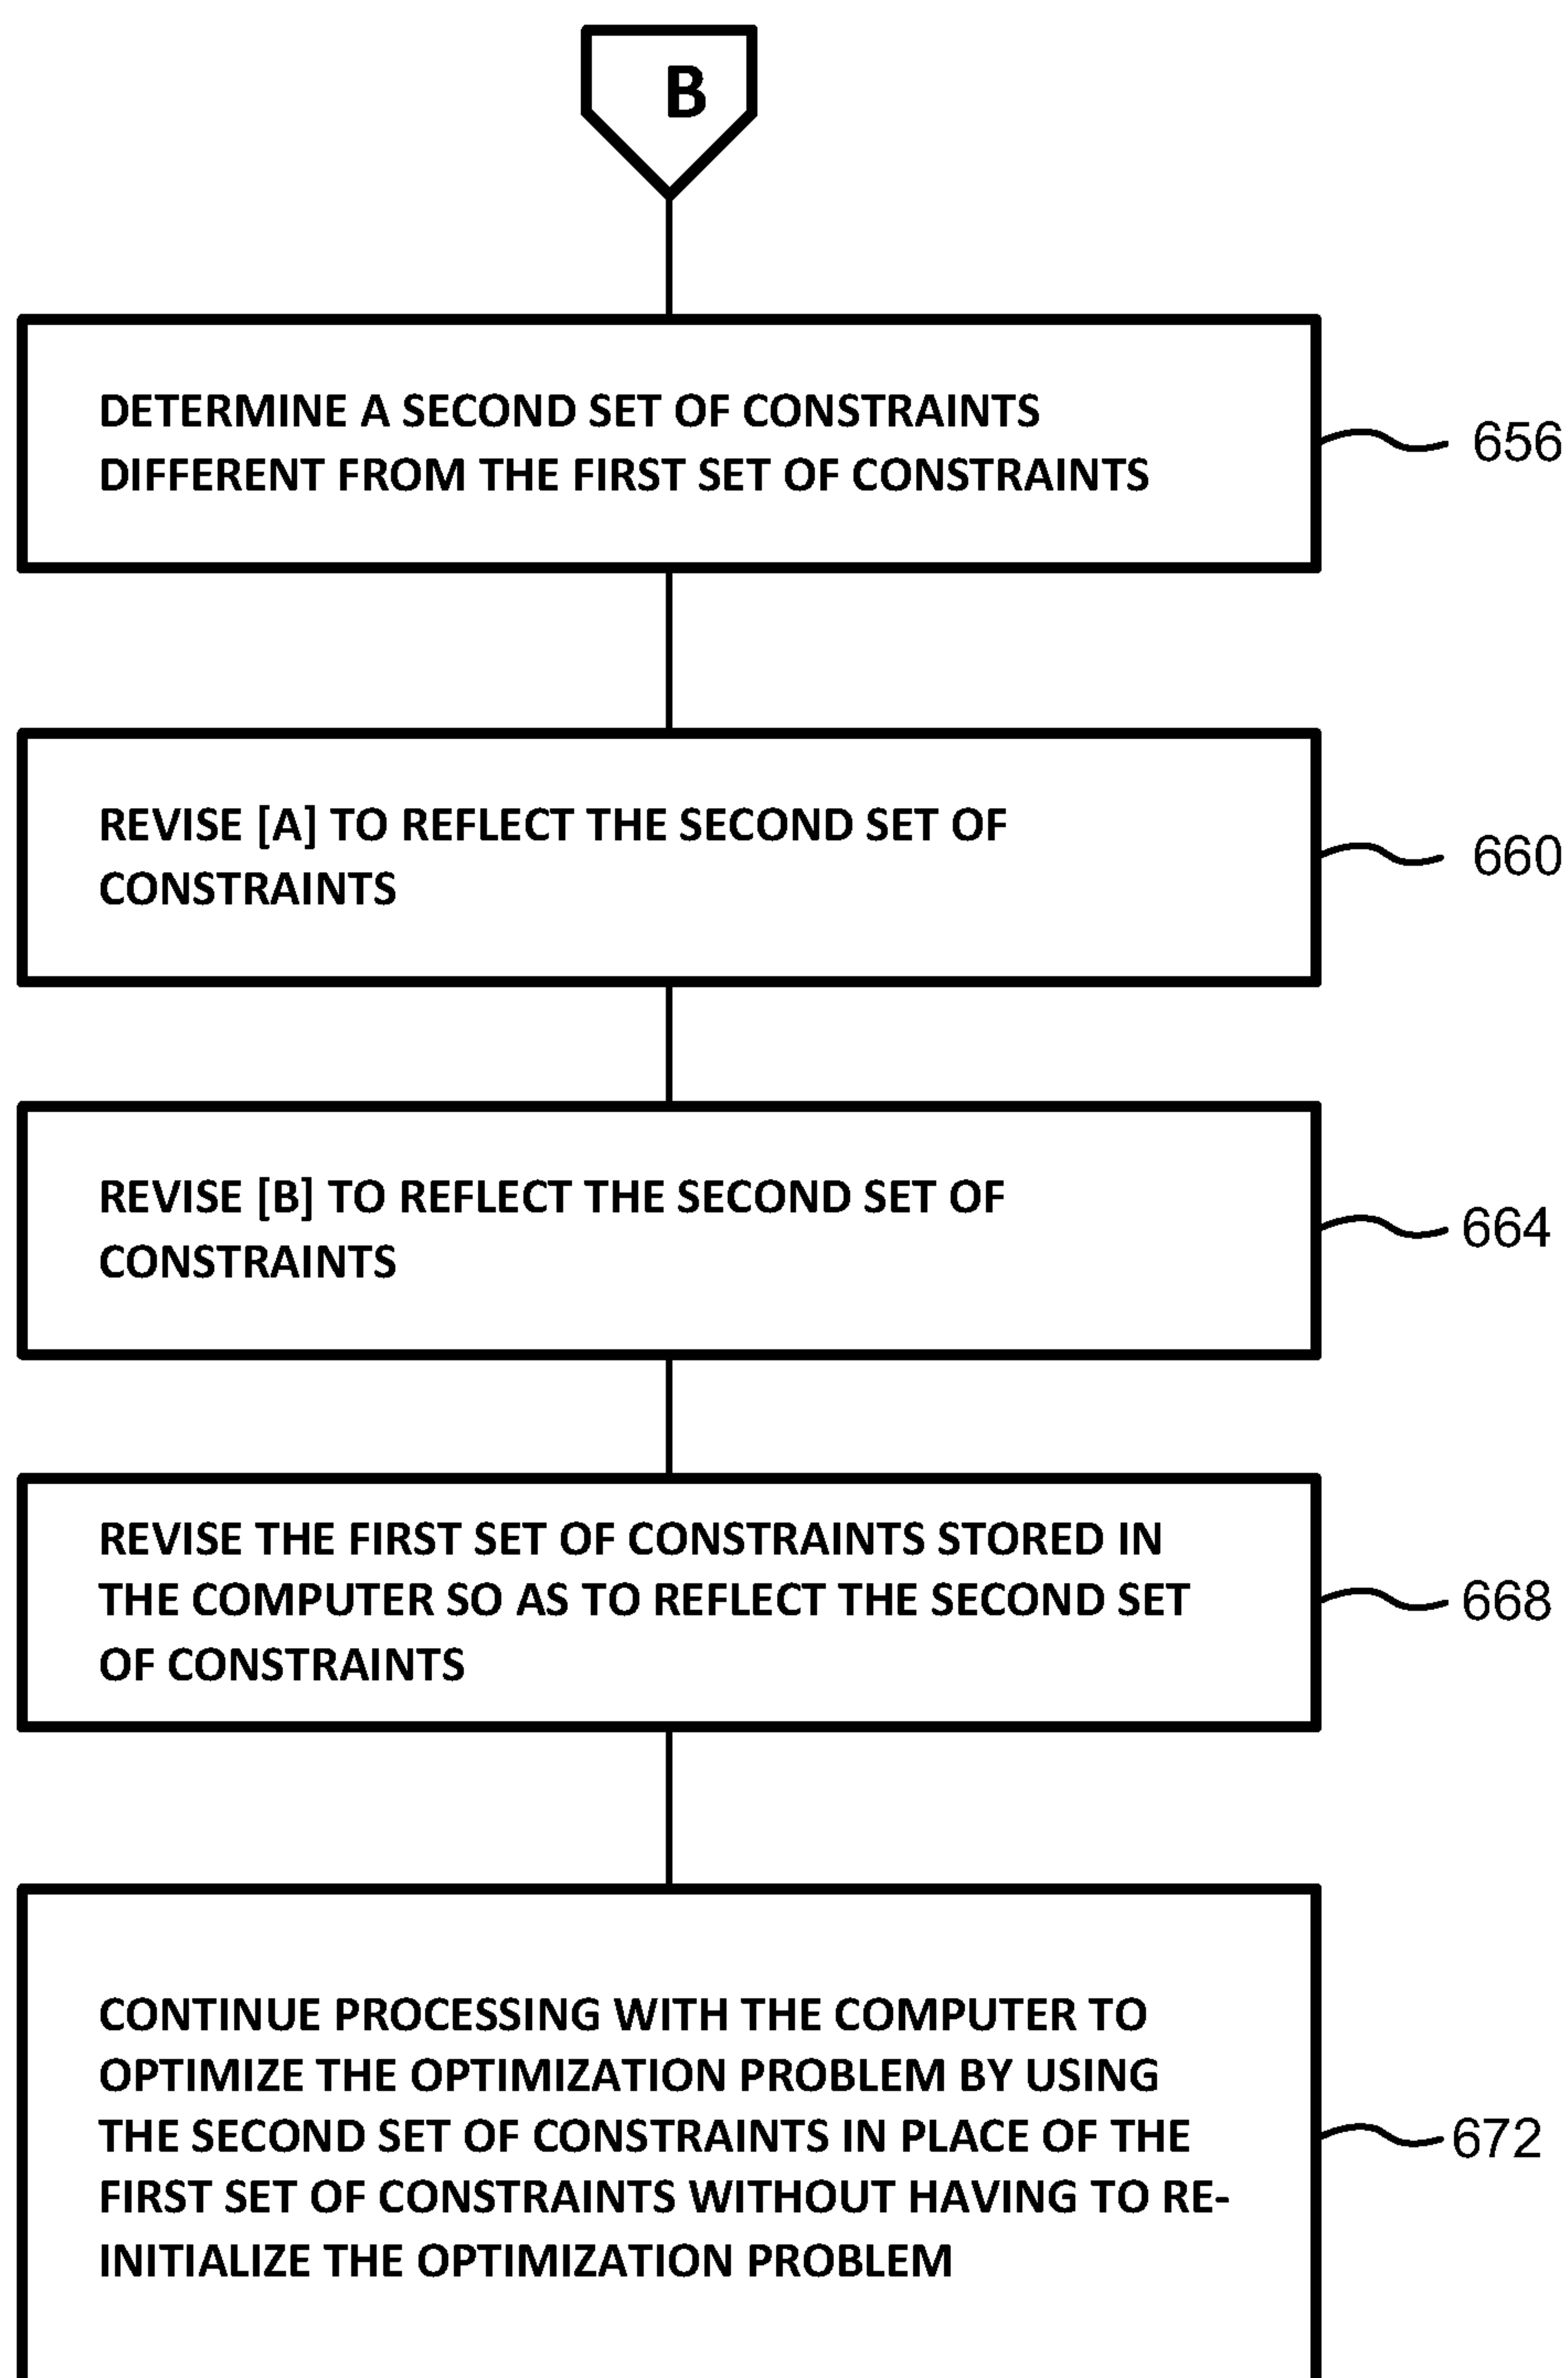 B
DETERMINE A SECOND SET OF CONSTRAINTS
DIFFERENT FROM THE FIRST SET OF CONSTRAINTS
656
REVISE [A] TO REFLECT THE SECOND SET OF
CONSTRAINTS
660
REVISE [B] TO REFLECT THE SECOND SET OF
CONSTRAINTS
664
REVISE THE FIRST SET OF CONSTRAINTS STORED IN
THE COMPUTER SO AS TO REFLECT THE SECOND SET
OF CONSTRAINTS
668
CONTINUE PROCESSING WITH THE COMPUTER TO
OPTIMIZE THE OPTIMIZATION PROBLEM BY USING
THE SECOND SET OF CONSTRAINTS IN PLACE OF THE
FIRST SET OF CONSTRAINTS WITHOUT HAVING TO RE-
INITIALIZE THE OPTIMIZATION PROBLEM
672